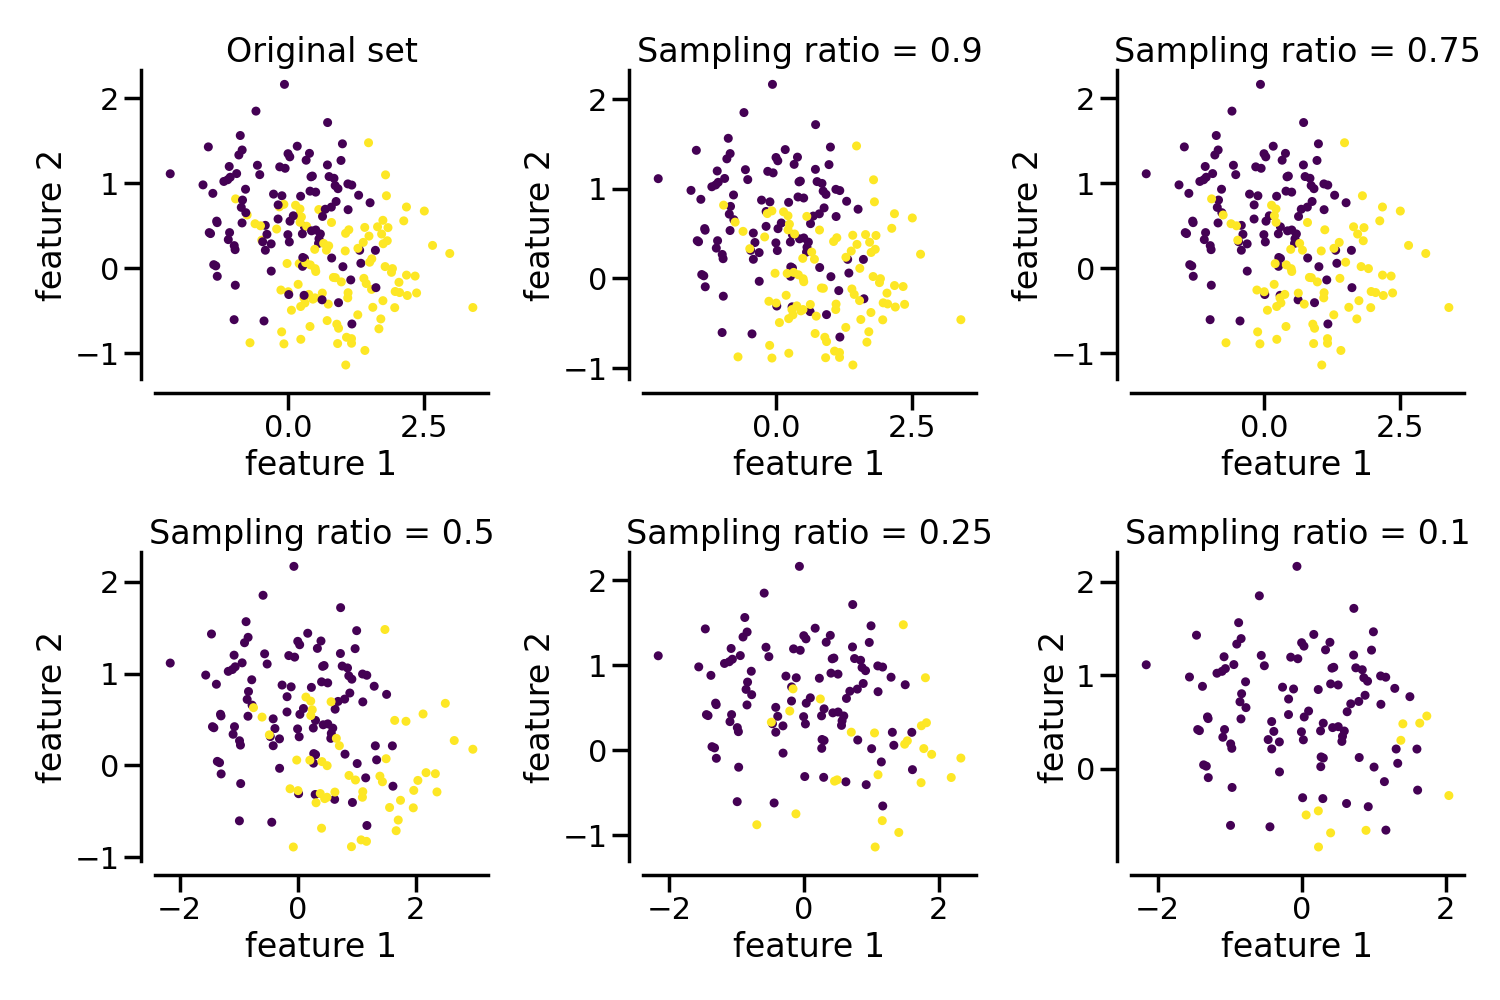 Original set
Sampling ratio = 0.9
Sampling ratio = 0.75
feature 2
2
1
0
−1
0.0
2.5
feature 1
feature 2
2
1
0
−1
0.0
2.5
feature 1
feature 2
2
1
0
−1
0.0
2.5
feature 1
Sampling ratio = 0.5
Sampling ratio = 0.25
Sampling ratio = 0.1
feature 2
2
1
0
−1
−2
0
2
feature 1
feature 2
2
1
0
−1
−2
0
2
feature 1
feature 2
2
1
0
−2
0
2
feature 1